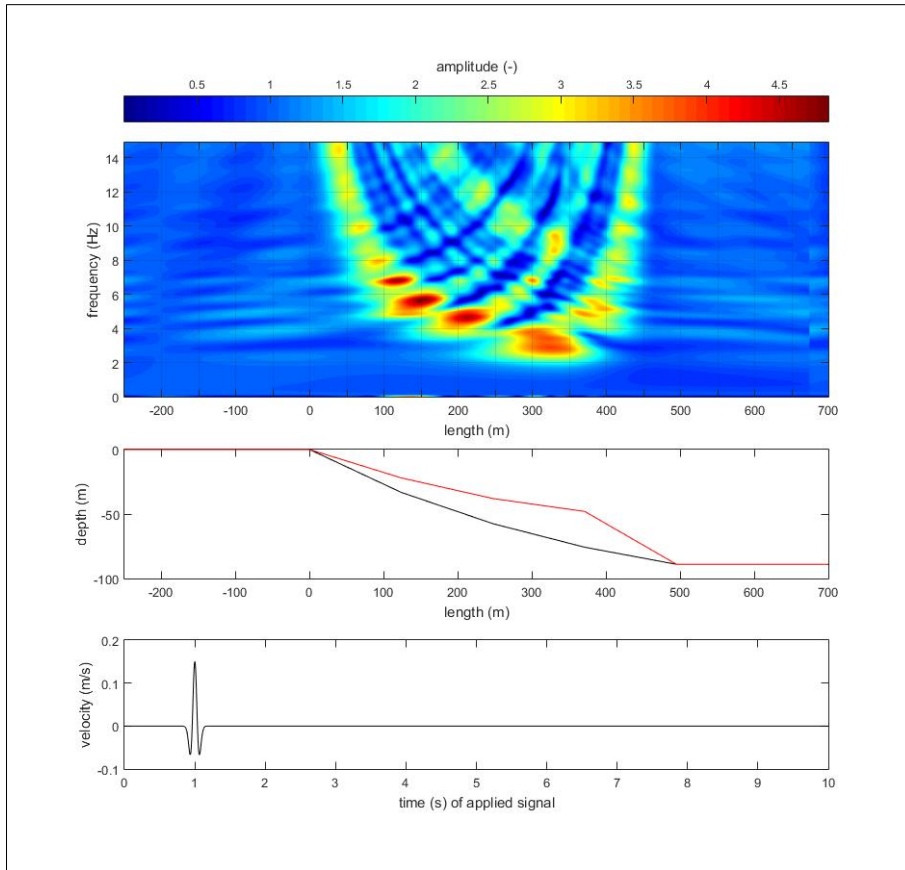 amplitude (-)
0.5 1 1.5 2 2.5 3 3.5 4 4.5
14
12
10
8
6
4
2
0
frequency (Hz)
-200 -100 0 100 200 300 400 500 600 700
length (m)
0
-50
-100
depth (m)
-200 -100 0 100 200 300 400 500 600 700
length (m)
0.2
0.1
0
-0.1
velocity (m/s)
0 1 2 3 4 5 6 7 8 9 10
time (s) of applied signal